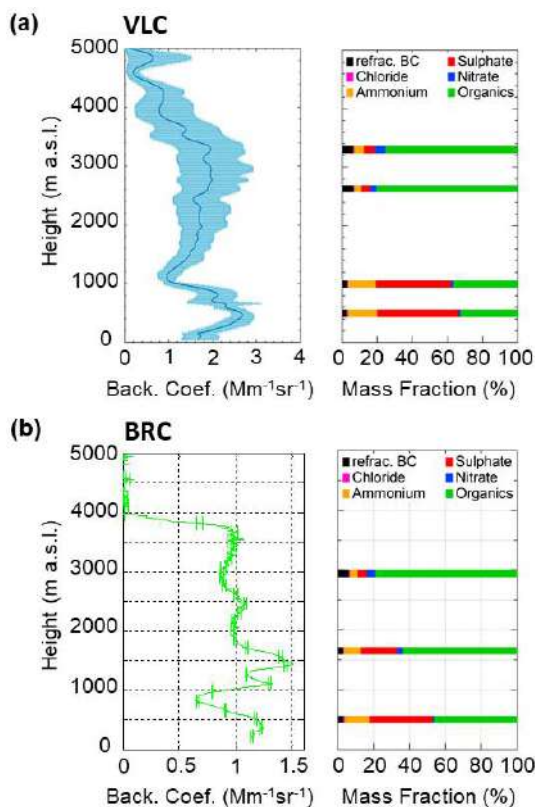 (a) VLC
5000
4000
3000
2000
1000
0
Height (m a.s.l.)
0 1 2 3 4
Back. Coef. (Mm⁻¹sr⁻¹)
refrac. BC Sulphate
Chloride Nitrate
Ammonium Organics
0 20 40 60 80 100
Mass Fraction (%)
(b) BRC
5000
4000
3000
2000
1000
0
Height (m a.s.l.)
0 0.5 1 1.5
Back. Coef. (Mm⁻¹sr⁻¹)
refrac. BC Sulphate
Chloride Nitrate
Ammonium Organics
0 20 40 60 80 100
Mass Fraction (%)